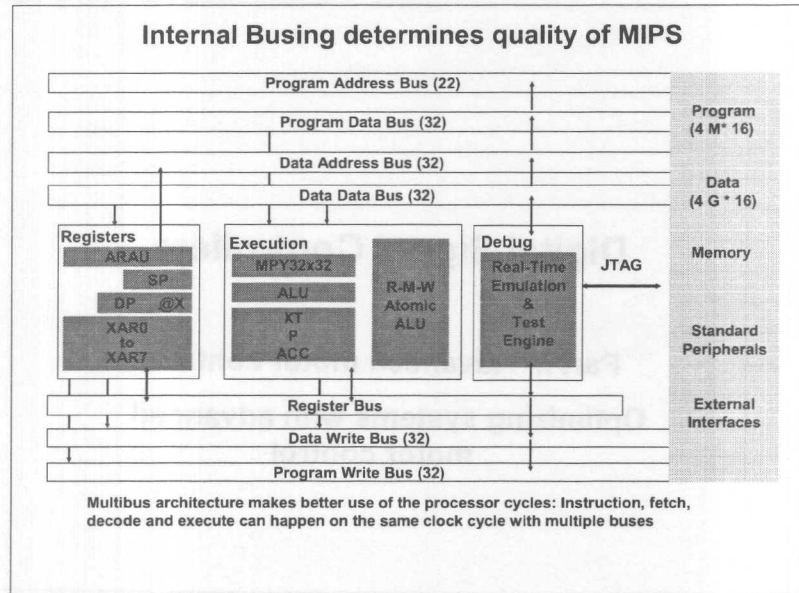 Internal Busing determines quality of MIPS
Program Address Bus (22)
Program Data Bus (32)
Data Address Bus (32)
Data Data Bus (32)
Program
(4 M* 16)
Data
(4 G * 16)
Memory
Standard
Peripherals
External
Interfaces
Registers
ARAU
SP
DP @X
XAR0
to
XAR7
Execution
MPY32x32
ALU
XT
P
ACC
R-M-W
Atomic
ALU
Debug
Real-Time
Emulation
&
Test
Engine
JTAG
Register Bus
Data Write Bus (32)
Program Write Bus (32)
Multibus architecture makes better use of the processor cycles: Instruction, fetch,
decode and execute can happen on the same clock cycle with multiple buses